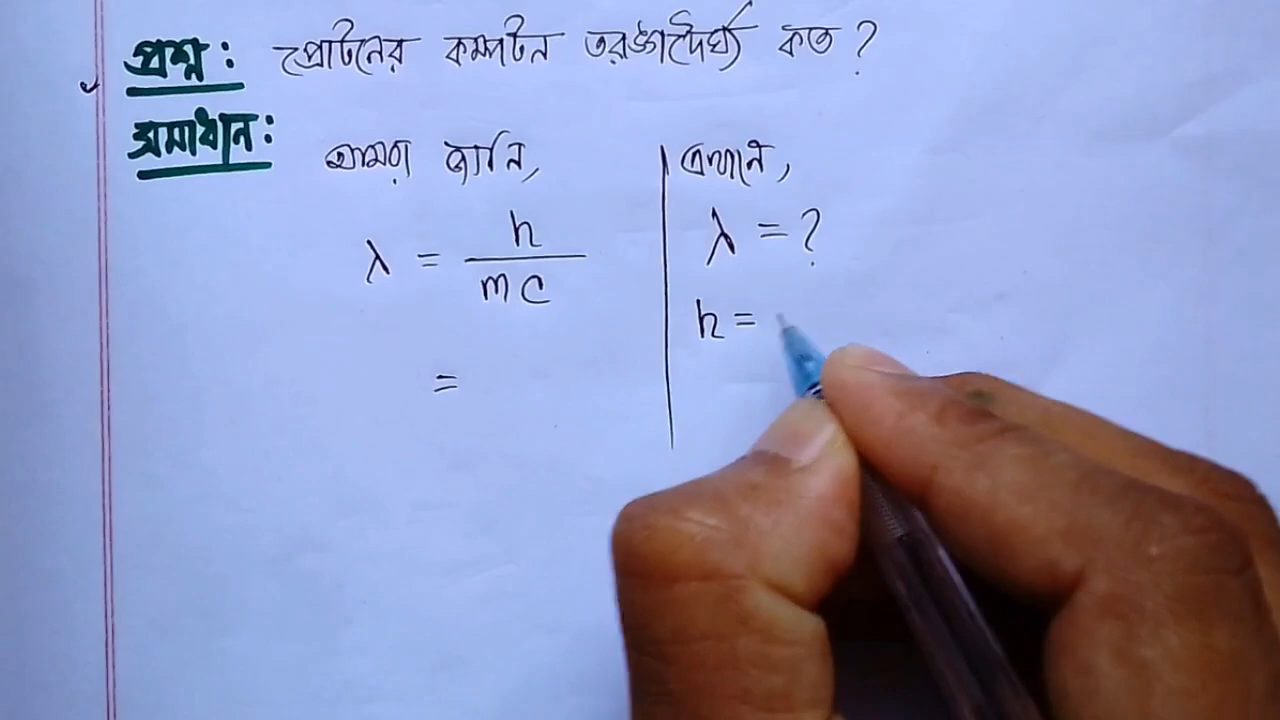 প্রশ্ন: প্রোটনের কম্পটন তরঙ্গদৈর্ঘ্য কত?
সমাধান:
আমরা জানি,
λ = h / mc
=
এখানে,
λ = ?
h =